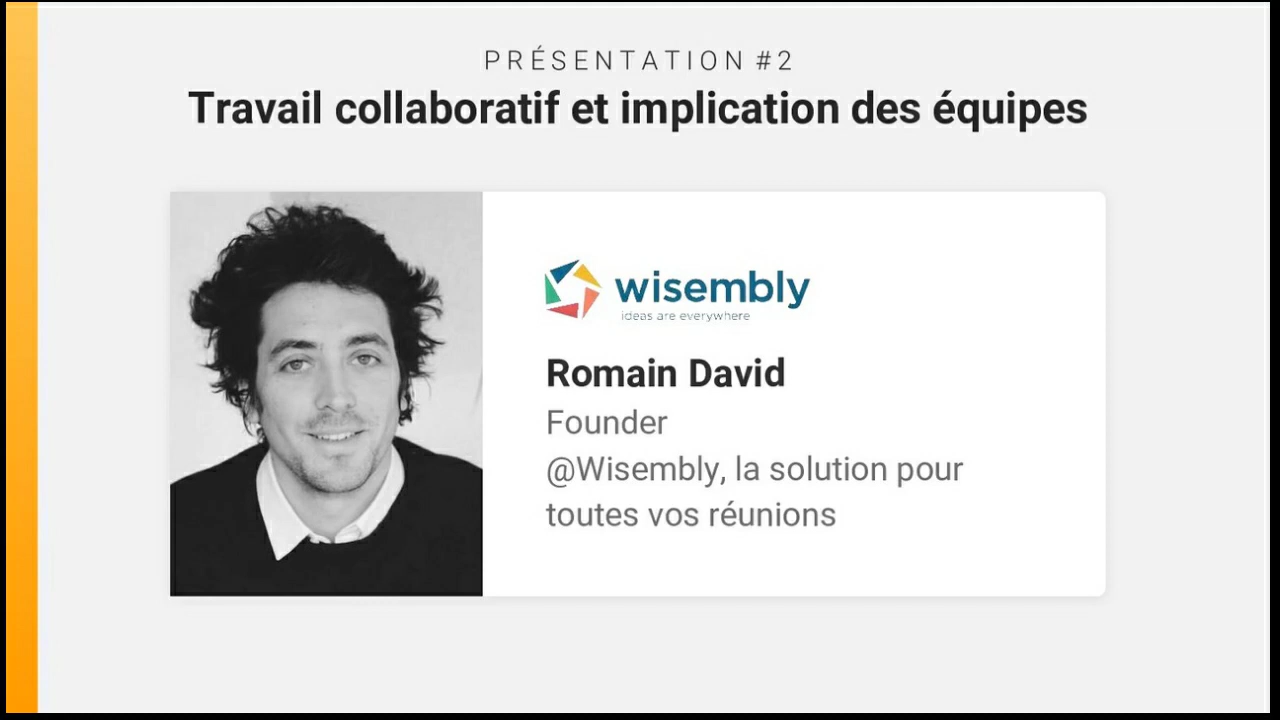 PRÉSENTATION #2
Travail collaboratif et implication des équipes
wisembly
ideas are everywhere
Romain David
Founder
@Wisembly, la solution pour
toutes vos réunions